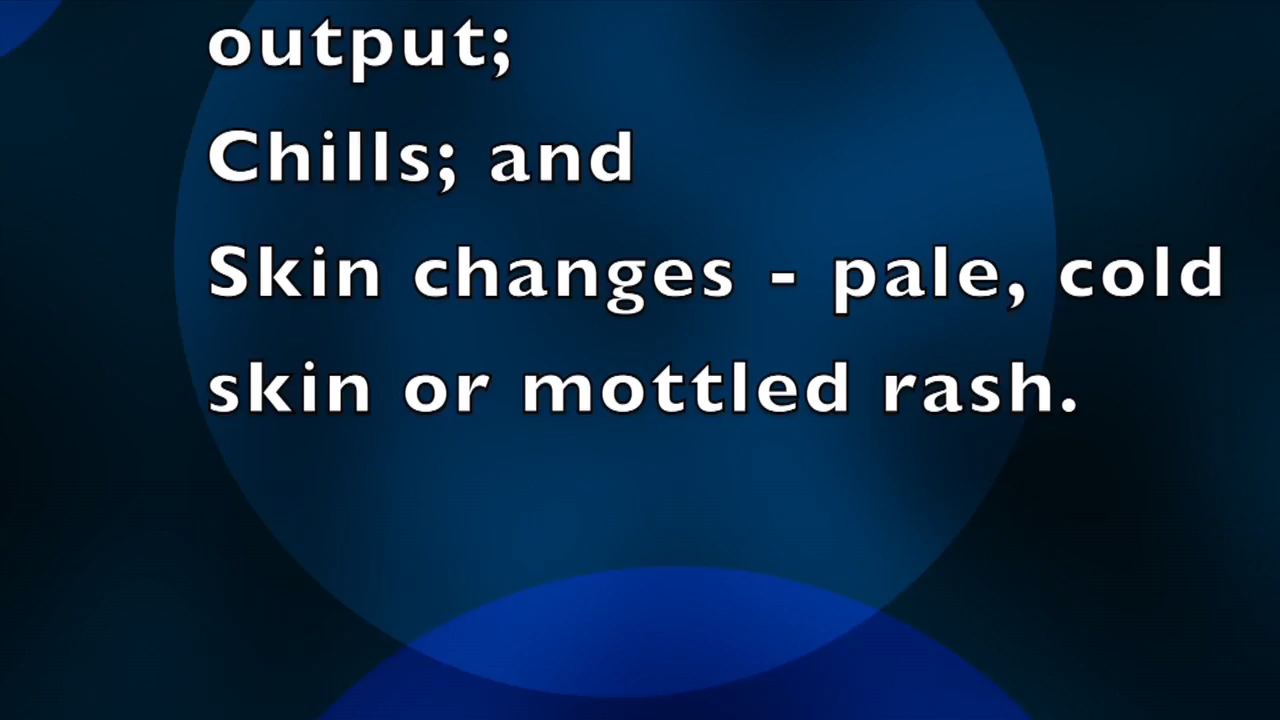 output;
Chills; and
Skin changes - pale, cold
skin or mottled rash.